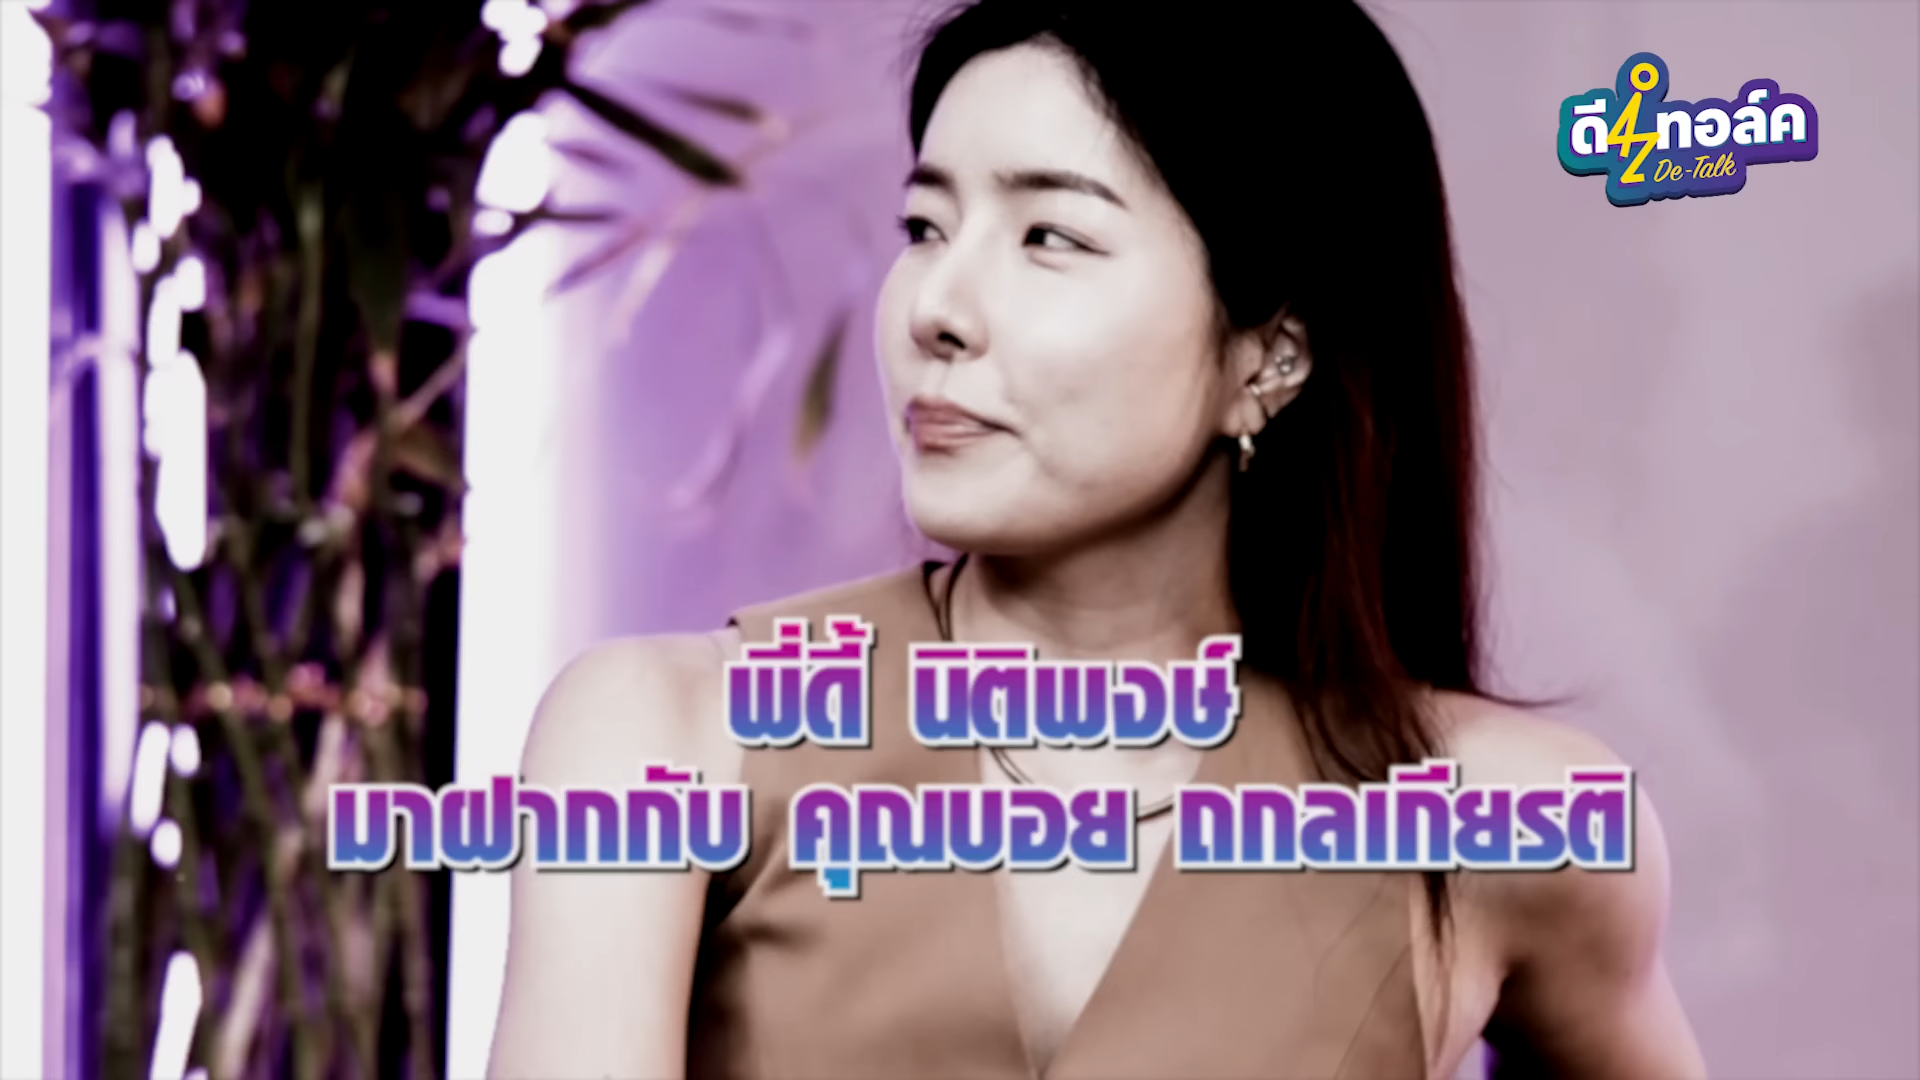 ดี๋ทอล์ค
De-Talk
พี่ดี้ นิติพงษ์
มาฝากกับ คุณบอย ถกลเกียรติ